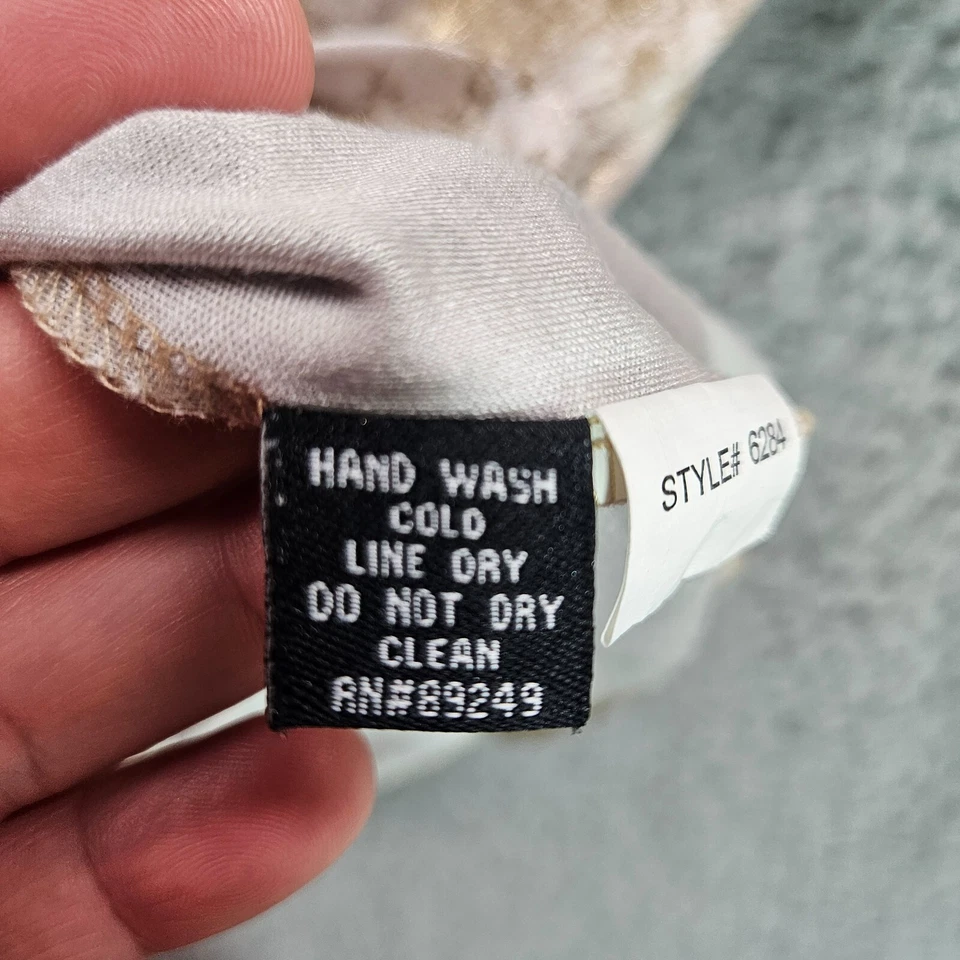 HAND WASH
COLD
LINE DRY
DO NOT DRY
CLEAN
RN#89249
STYLE# 6284